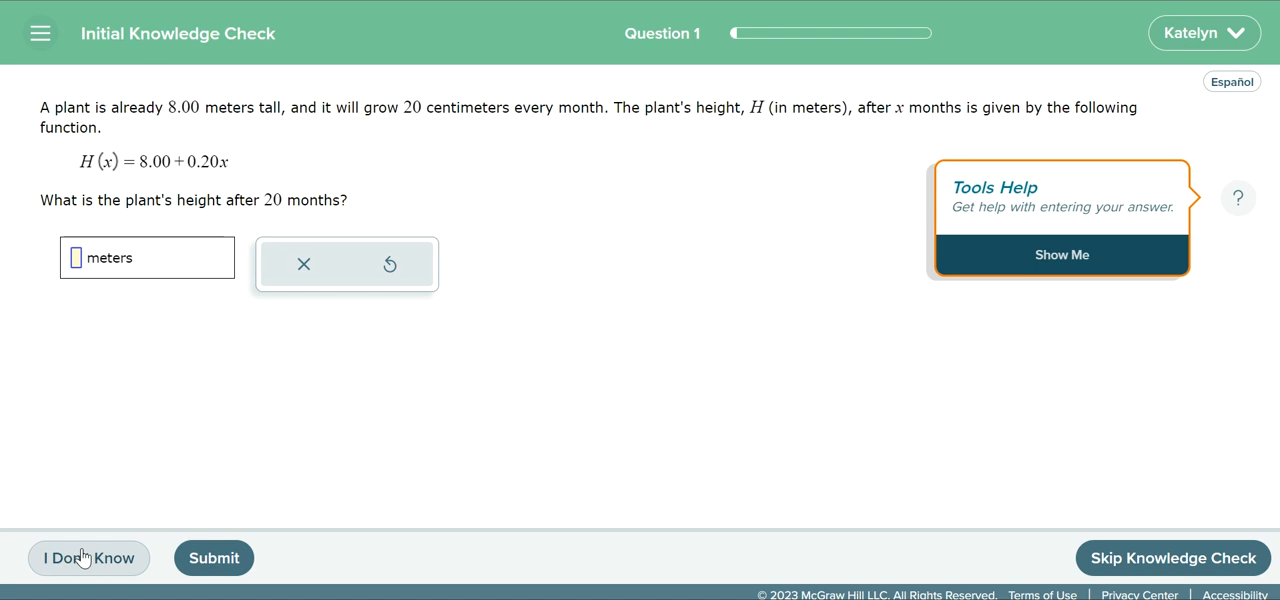 Initial Knowledge Check
Question 1
Katelyn
Español
A plant is already 8.00 meters tall, and it will grow 20 centimeters every month. The plant's height, H (in meters), after x months is given by the following
function.
H (x) = 8.00 + 0.20x
What is the plant's height after 20 months?
Tools Help
Get help with entering your answer.
?
Show Me
meters
I Don't Know
Submit
Skip Knowledge Check
© 2023 McGraw Hill LLC. All Rights Reserved. Terms of Use | Privacy Center | Accessibility